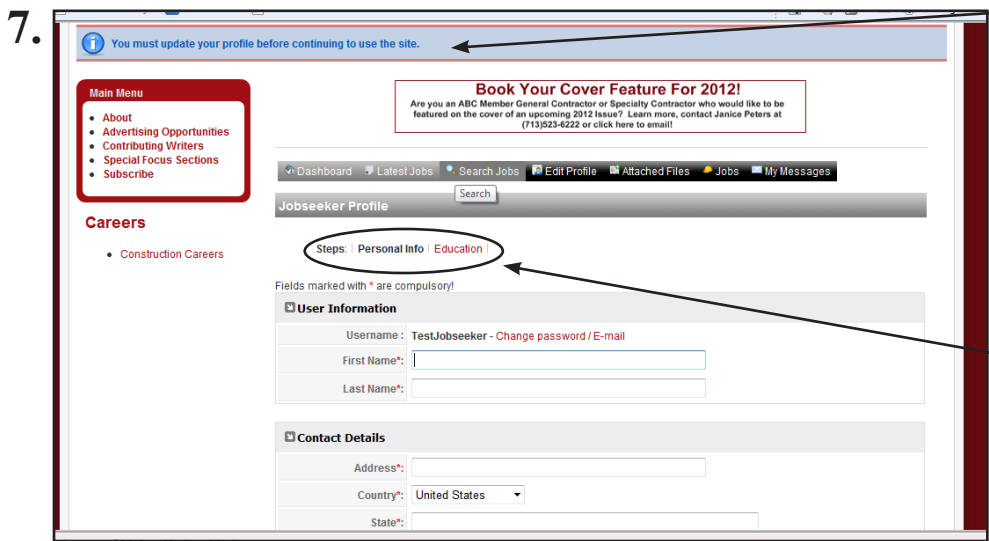 7.
You must update your profile before continuing to use the site.
Main Menu
About
Advertising Opportunities
Contributing Writers
Special Focus Sections
Subscribe
Careers
Construction Careers
Book Your Cover Feature For 2012!
Are you an ABC Member General Contractor or Specialty Contractor who would like to be
featured on the cover of an upcoming 2012 Issue? Learn more, contact Janice Peters at
(713)523-6222 or click here to email!
Dashboard Latest Jobs Search Jobs Edit Profile Attached Files Jobs My Messages
Search
Jobseeker Profile
Steps: | Personal Info | Education |
Fields marked with * are compulsory!
User Information
Username : TestJobseeker - Change password / E-mail
First Name*:
Last Name*:
Contact Details
Address*:
Country*: United States
State*: